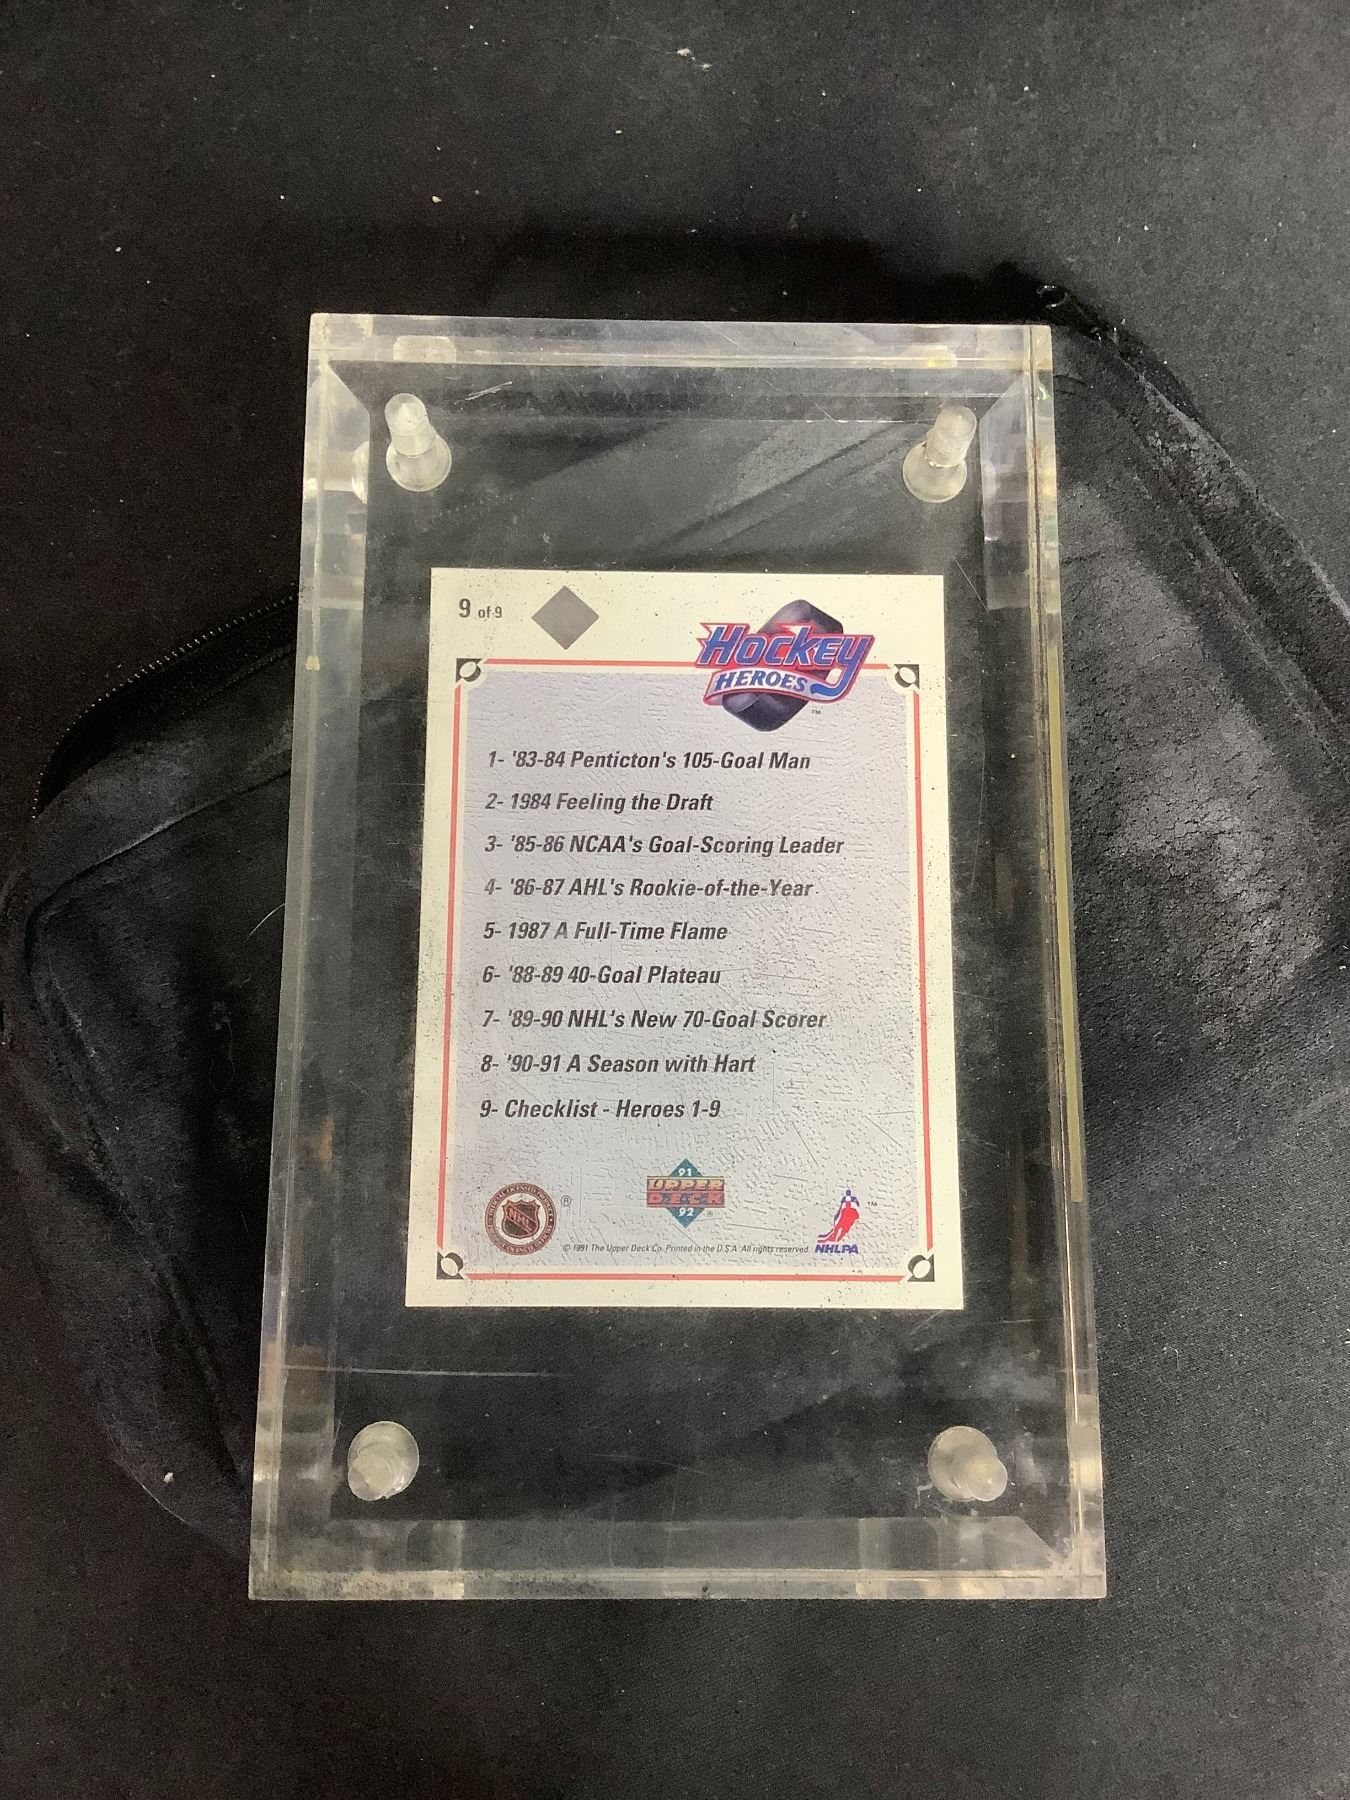 9 of 9
HOCKEY
HEROES
™
1- '83-84 Penticton's 105-Goal Man
2- 1984 Feeling the Draft
3- '85-86 NCAA's Goal-Scoring Leader
4- '86-87 AHL's Rookie-of-the-Year
5- 1987 A Full-Time Flame
6- '88-89 40-Goal Plateau
7- '89-90 NHL's New 70-Goal Scorer
8- '90-91 A Season with Hart
9- Checklist - Heroes 1-9
91
UPPER
DECK
92
NHL
®
™
NHLPA
© 1991 The Upper Deck Co. Printed in the U.S.A. All rights reserved.